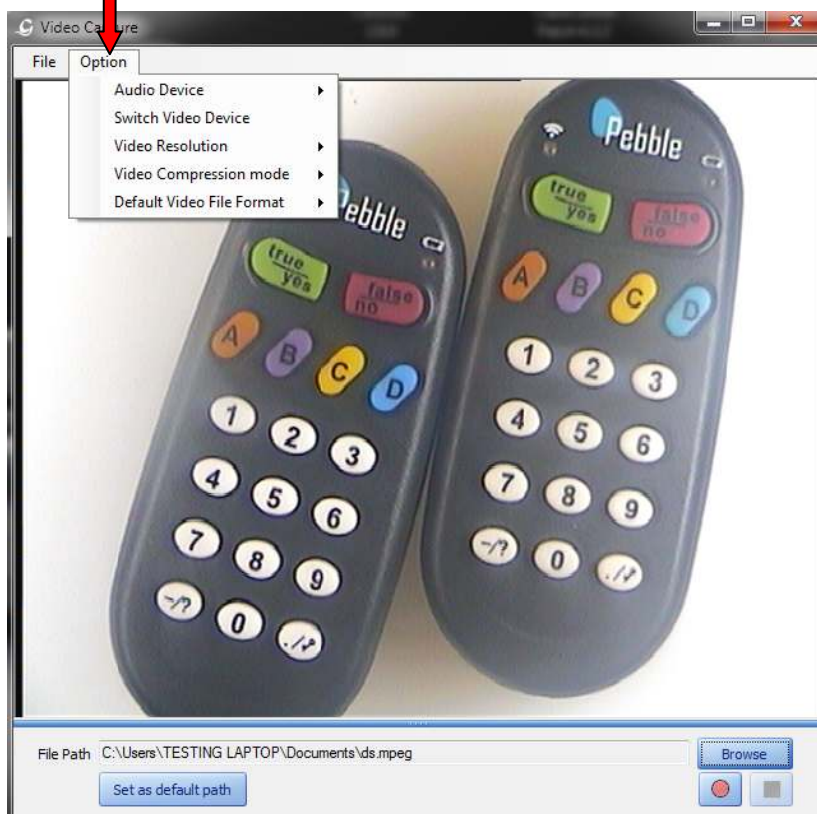 Video Capture
File Option
Audio Device
Switch Video Device
Video Resolution
Video Compression mode
Default Video File Format
Pebble
true
yes
false
no
A B C D
1 2 3
4 5 6
7 8 9
-/? 0
Pebble
true
yes
false
no
A B C D
1 2 3
4 5 6
7 8 9
-/? 0
File Path C:\Users\TESTING LAPTOP\Documents\ds.mpeg Browse
Set as default path